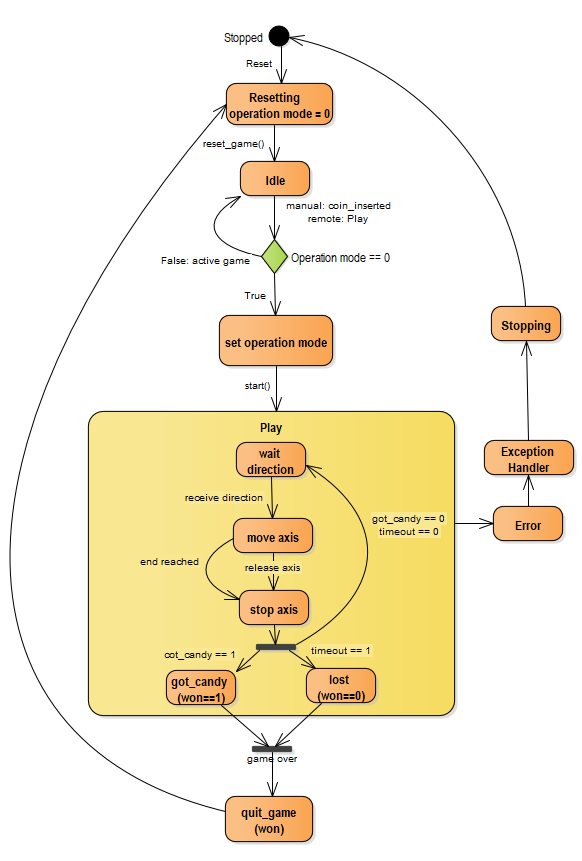 Stopped
Reset
Resetting
operation mode = 0
reset_game()
Idle
manual: coin_inserted
remote: Play
Operation mode == 0
False: active game
True
set operation mode
start()
Play
wait
direction
receive direction
move axis
end reached
release axis
stop axis
cot_candy == 1
timeout == 1
got_candy
(won==1)
lost
(won==0)
game over
quit_game
(won)
got_candy == 0
timeout == 0
Error
Exception
Handler
Stopping